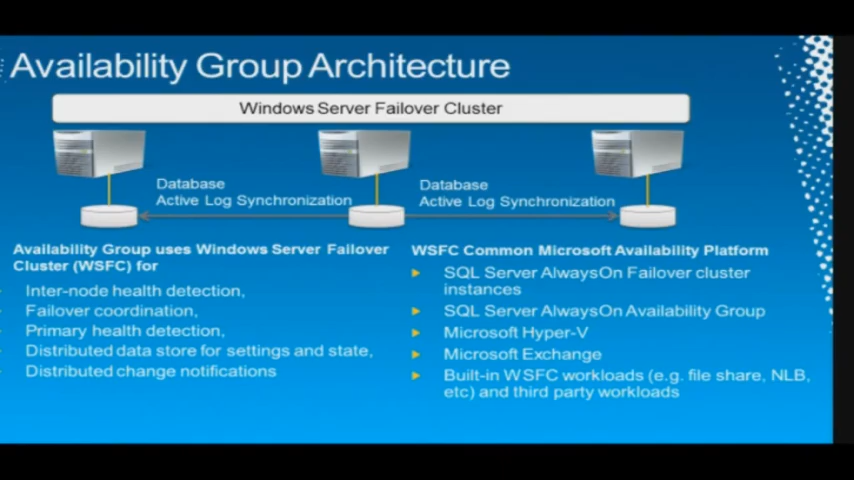 Availability Group Architecture
Windows Server Failover Cluster
Database
Active Log Synchronization
Database
Active Log Synchronization
Availability Group uses Windows Server Failover
Cluster (WSFC) for
Inter-node health detection,
Failover coordination,
Primary health detection,
Distributed data store for settings and state,
Distributed change notifications
WSFC Common Microsoft Availability Platform
SQL Server AlwaysOn Failover cluster
instances
SQL Server AlwaysOn Availability Group
Microsoft Hyper-V
Microsoft Exchange
Built-in WSFC workloads (e.g. file share, NLB,
etc) and third party workloads